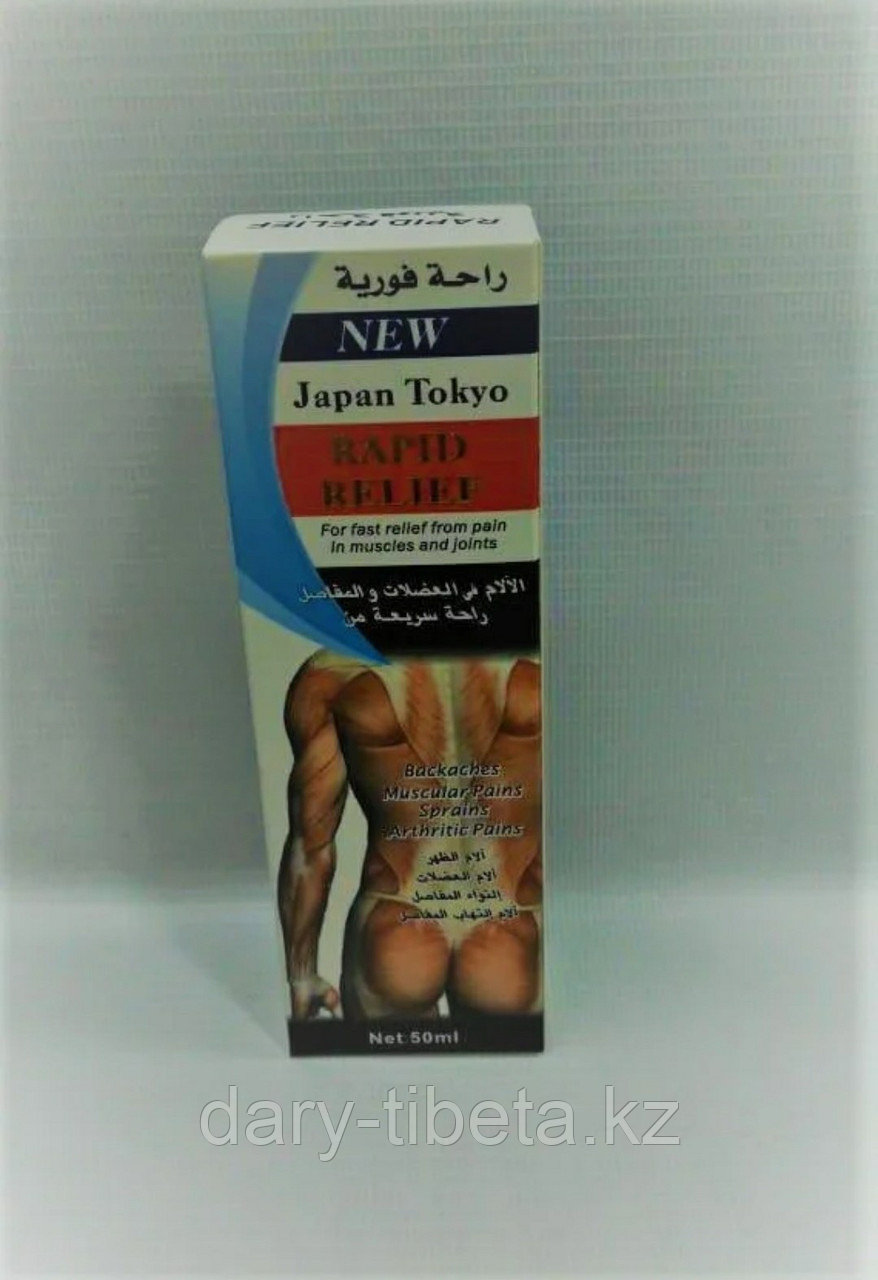 RAPID RELIEF
راحة فورية
NEW
Japan Tokyo
RAPID
RELIEF
For fast relief from pain
in muscles and joints
الآلام في العضلات و المفاصل
راحة سريعة من
Backaches
Muscular Pains
Sprains
Arthritic Pains
آلام الظهر
آلام العضلات
إلتواء المفاصل
آلام إلتهاب المفاصل
Net 50ml
dary-tibeta.kz